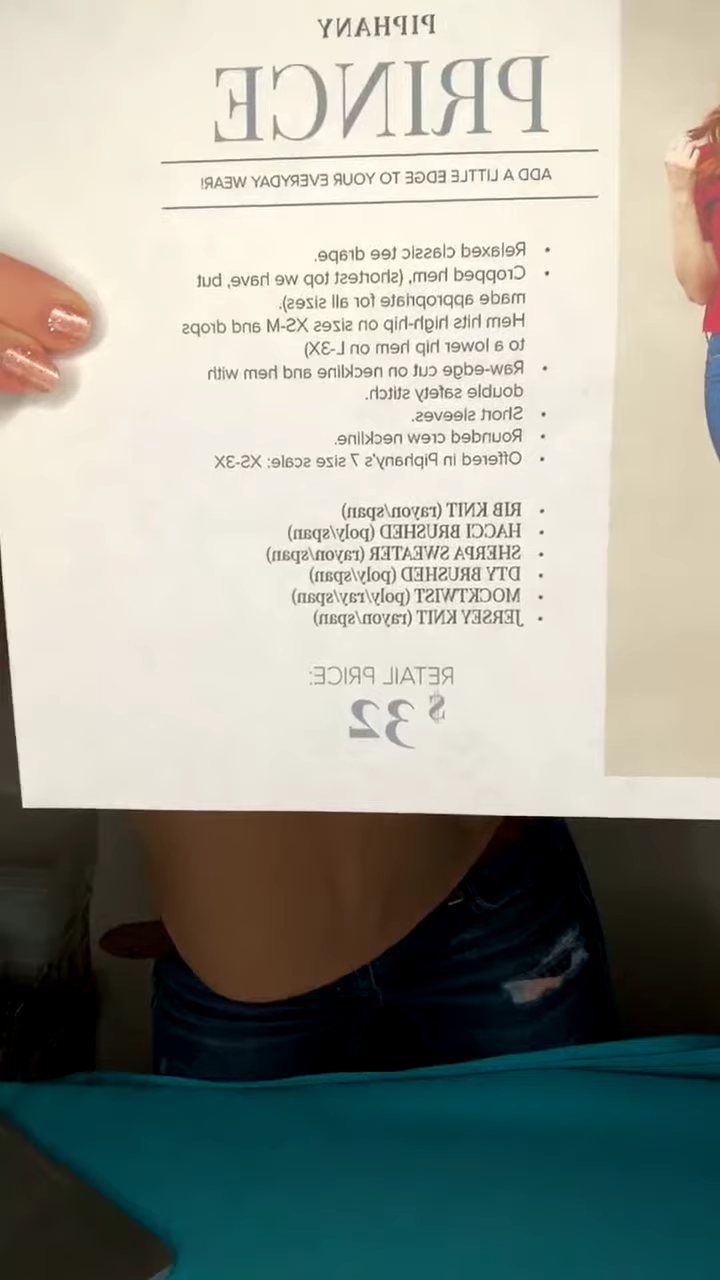 PIPHANY
PRINCE
ADD A LITTLE EDGE TO YOUR EVERYDAY WEAR!
• Relaxed classic tee drape.
• Cropped hem, (shortest top we have, but
made appropriate for all sizes).
Hem hits high-hip on sizes XS-M and drops
to a lower hip hem on L-3X)
• Raw-edge cut on neckline and hem with
double safety stitch.
• Short sleeves.
• Rounded crew neckline.
• Offered in Piphany's 7 size scale: XS-3X
• RIB KNIT (rayon/span)
• HACCI BRUSHED (poly/span)
• SHERPA SWEATER (rayon/span)
• DTY BRUSHED (poly/span)
• MOCKTWIST (poly/ray/span)
• JERSEY KNIT (rayon/span)
RETAIL PRICE:
$32